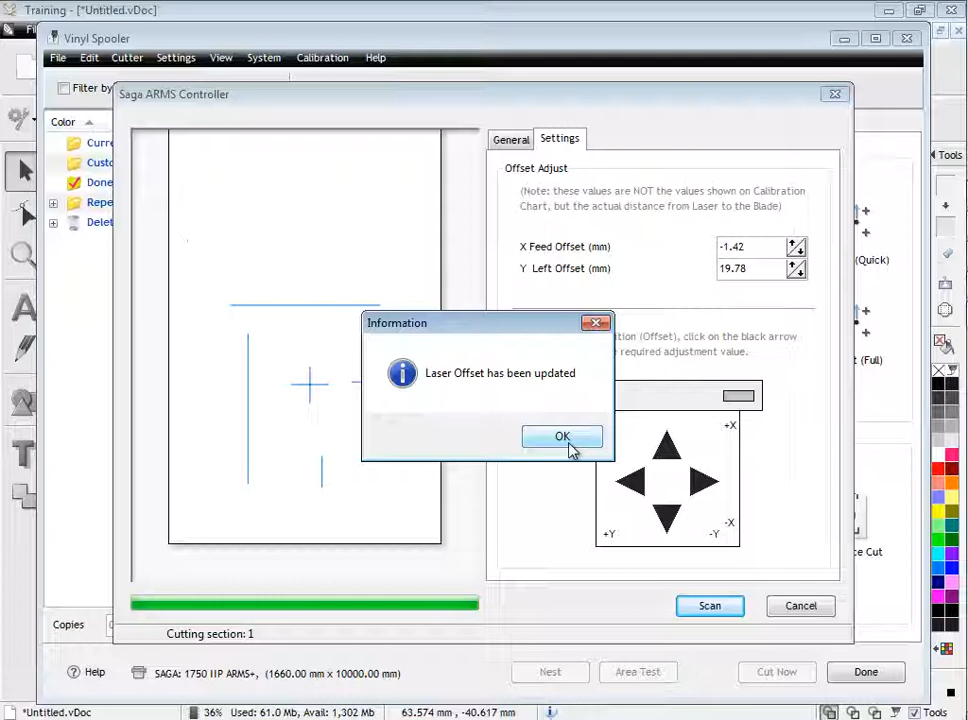 Training - [*Untitled.vDoc]
Vinyl Spooler
File Edit Cutter Settings View System Calibration Help
Filter by
Saga ARMS Controller
Color
General Settings
Tools
Curre
Offset Adjust
Custo
(Note: these values are NOT the values shown on Calibration
Done
Chart, but the actual distance from Laser to the Blade)
Repe
Delet
X Feed Offset (mm) -1.42
(Quick)
Y Left Offset (mm) 19.78
Information
ition (Offset), click on the black arrow
required adjustment value.
(Full)
Laser Offset has been updated
OK
+X
+Y
-X
-Y
ce Cut
Scan Cancel
Copies
Cutting section: 1
Help SAGA: 1750 IIP ARMS+, (1660.00 mm x 10000.00 mm) Nest Area Test Cut Now Done
*Untitled.vDoc 36% Used: 61.0 Mb, Avail: 1,302 Mb 63.574 mm , -40.617 mm Tools